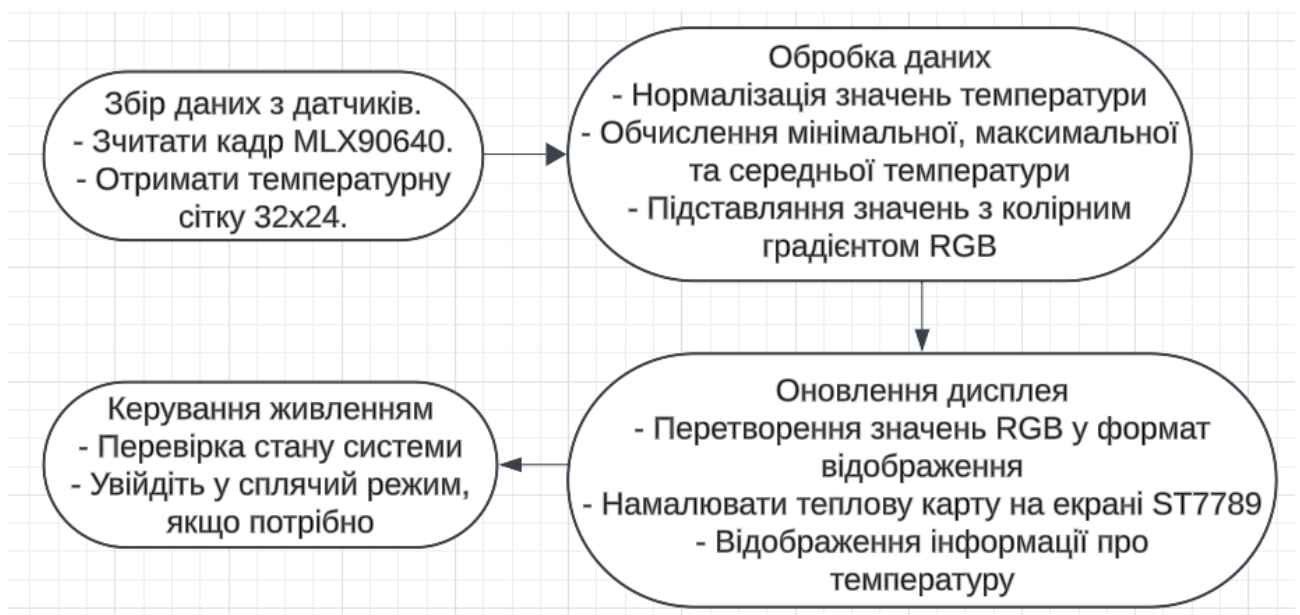 Збір даних з датчиків.
- Зчитати кадр MLX90640.
- Отримати температурну
сітку 32x24.
Обробка даних
- Нормалізація значень температури
- Обчислення мінімальної, максимальної
та середньої температури
- Підставляння значень з колірним
градієнтом RGB
Оновлення дисплея
- Перетворення значень RGB у формат
відображення
- Намалювати теплову карту на екрані ST7789
- Відображення інформації про
температуру
Керування живленням
- Перевірка стану системи
- Увійдіть у сплячий режим,
якщо потрібно